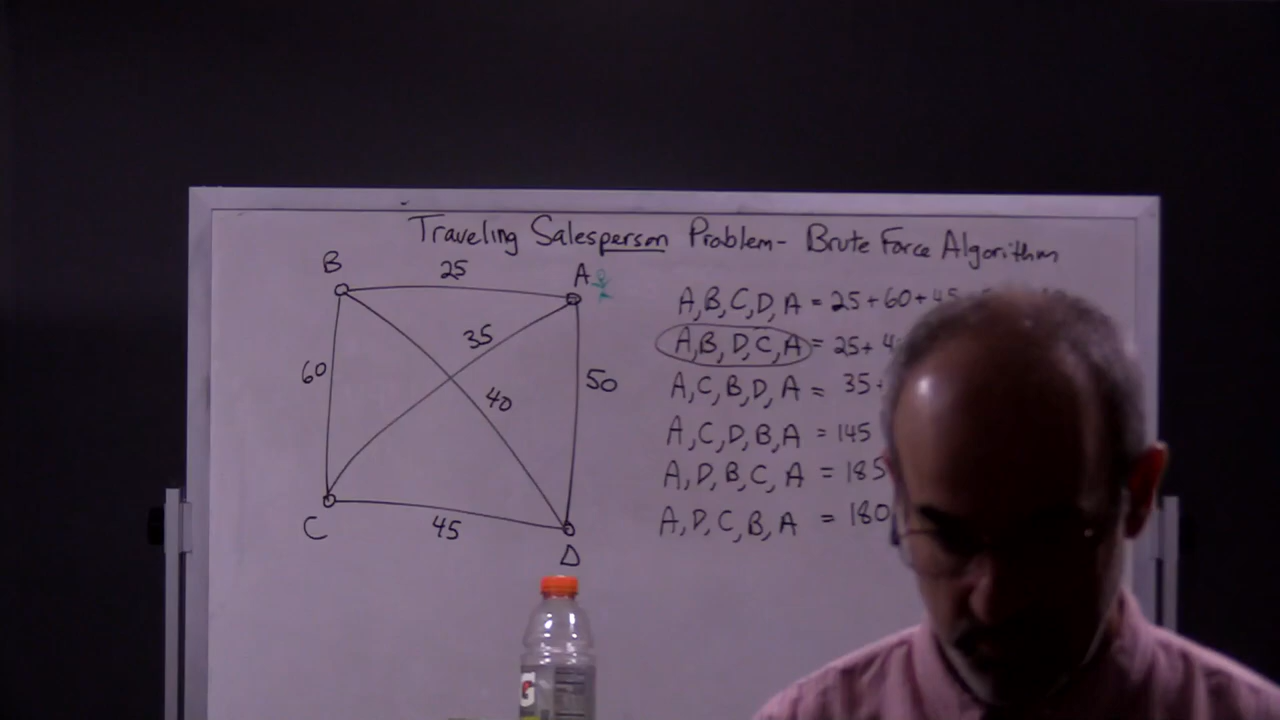 Traveling Salesperson Problem - Brute Force Algorithm
B
25
A
35
60
50
40
C
45
D
A,B,C,D,A = 25+60+45
A,B,D,C,A = 25+4
A,C,B,D,A = 35+
A,C,D,B,A = 145
A,D,B,C,A = 185
A,D,C,B,A = 180
G